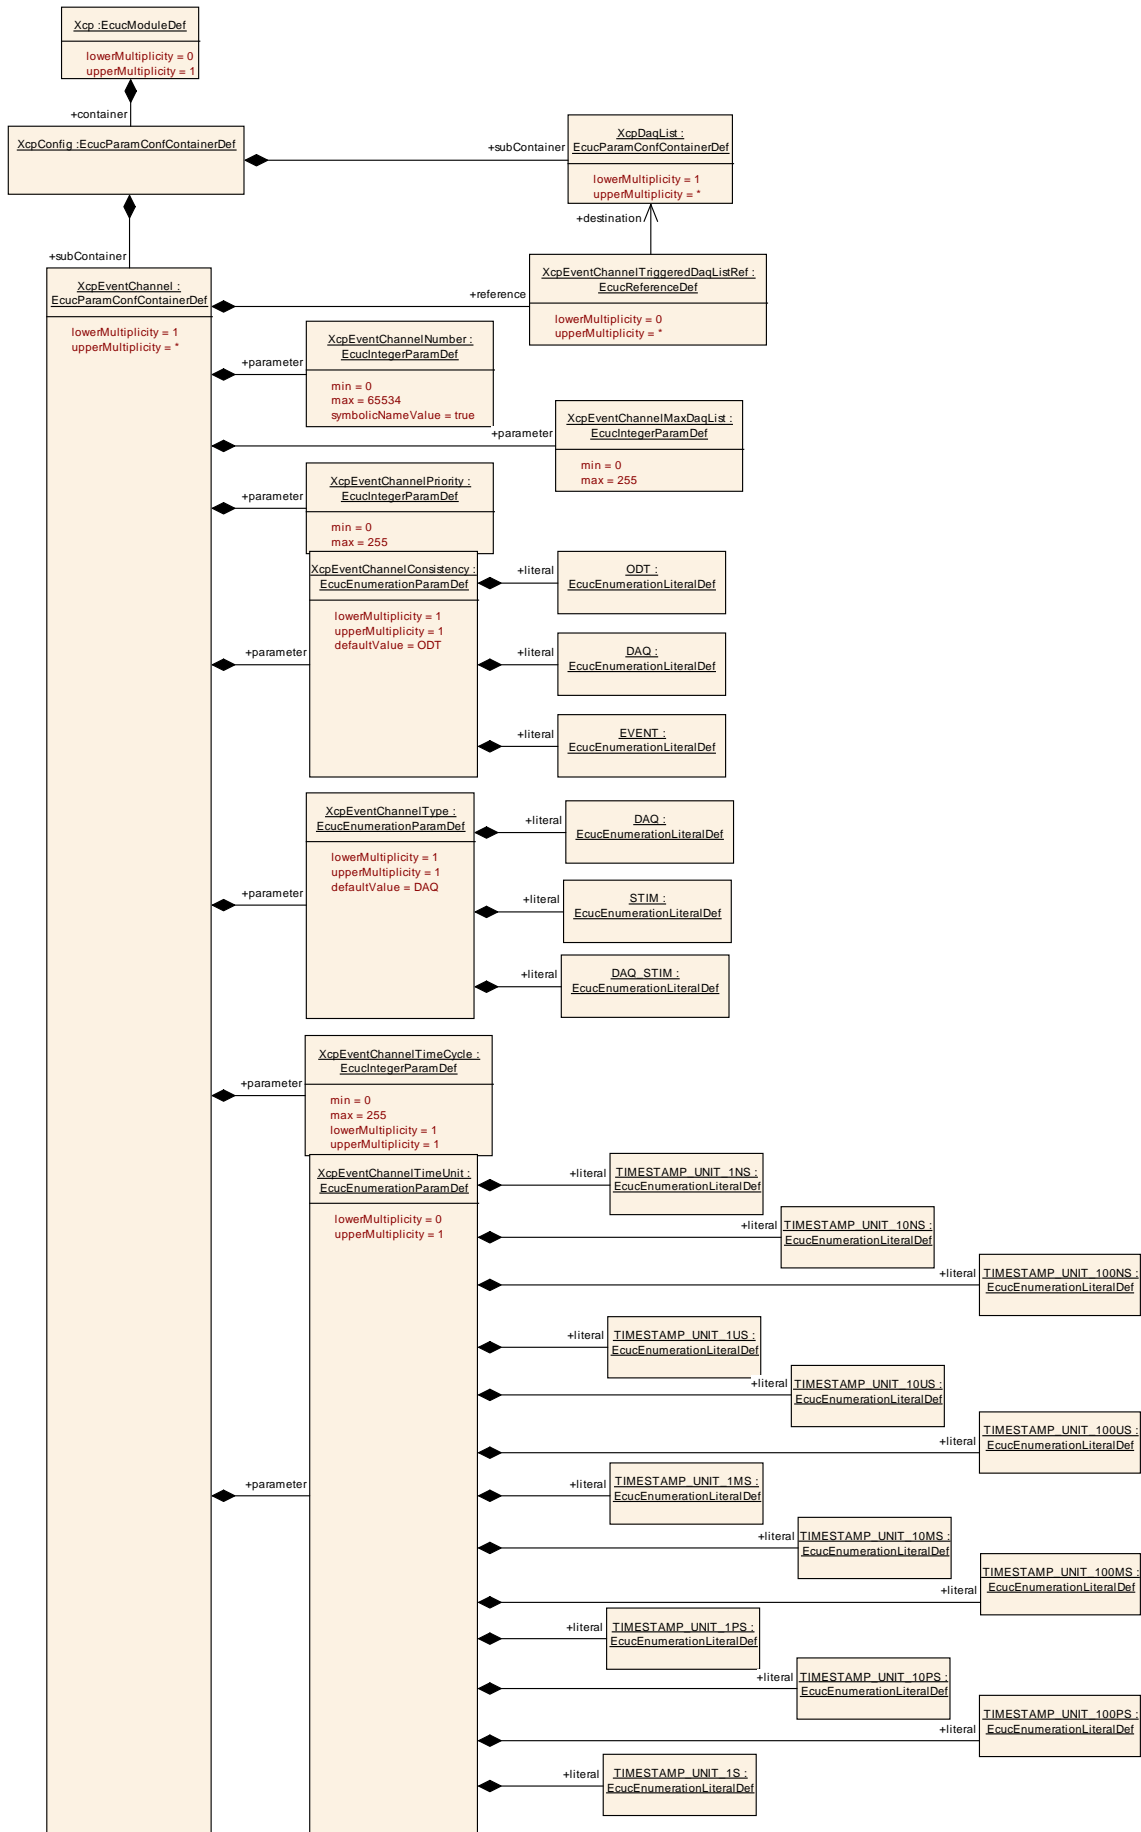 Xcp :EcucModuleDef
lowerMultiplicity = 0
upperMultiplicity = 1
+container
XcpConfig :EcucParamConfContainerDef
+subContainer
XcpDaqList :
EcucParamConfContainerDef
lowerMultiplicity = 1
upperMultiplicity = *
+destination
+subContainer
XcpEventChannel :
EcucParamConfContainerDef
lowerMultiplicity = 1
upperMultiplicity = *
+reference
XcpEventChannelTriggeredDaqListRef :
EcucReferenceDef
lowerMultiplicity = 0
upperMultiplicity = *
+parameter
XcpEventChannelNumber :
EcucIntegerParamDef
min = 0
max = 65534
symbolicNameValue = true
+parameter
XcpEventChannelMaxDaqList :
EcucIntegerParamDef
min = 0
max = 255
+parameter
XcpEventChannelPriority :
EcucIntegerParamDef
min = 0
max = 255
+parameter
XcpEventChannelConsistency :
EcucEnumerationParamDef
lowerMultiplicity = 1
upperMultiplicity = 1
defaultValue = ODT
+literal
ODT :
EcucEnumerationLiteralDef
+literal
DAQ :
EcucEnumerationLiteralDef
+literal
EVENT :
EcucEnumerationLiteralDef
+parameter
XcpEventChannelType :
EcucEnumerationParamDef
lowerMultiplicity = 1
upperMultiplicity = 1
defaultValue = DAQ
+literal
DAQ :
EcucEnumerationLiteralDef
+literal
STIM :
EcucEnumerationLiteralDef
+literal
DAQ_STIM :
EcucEnumerationLiteralDef
+parameter
XcpEventChannelTimeCycle :
EcucIntegerParamDef
min = 0
max = 255
lowerMultiplicity = 1
upperMultiplicity = 1
+parameter
XcpEventChannelTimeUnit :
EcucEnumerationParamDef
lowerMultiplicity = 0
upperMultiplicity = 1
+literal
TIMESTAMP_UNIT_1NS :
EcucEnumerationLiteralDef
+literal
TIMESTAMP_UNIT_10NS :
EcucEnumerationLiteralDef
+literal
TIMESTAMP_UNIT_100NS :
EcucEnumerationLiteralDef
+literal
TIMESTAMP_UNIT_1US :
EcucEnumerationLiteralDef
+literal
TIMESTAMP_UNIT_10US :
EcucEnumerationLiteralDef
+literal
TIMESTAMP_UNIT_100US :
EcucEnumerationLiteralDef
+literal
TIMESTAMP_UNIT_1MS :
EcucEnumerationLiteralDef
+literal
TIMESTAMP_UNIT_10MS :
EcucEnumerationLiteralDef
+literal
TIMESTAMP_UNIT_100MS :
EcucEnumerationLiteralDef
+literal
TIMESTAMP_UNIT_1PS :
EcucEnumerationLiteralDef
+literal
TIMESTAMP_UNIT_10PS :
EcucEnumerationLiteralDef
+literal
TIMESTAMP_UNIT_100PS :
EcucEnumerationLiteralDef
+literal
TIMESTAMP_UNIT_1S :
EcucEnumerationLiteralDef